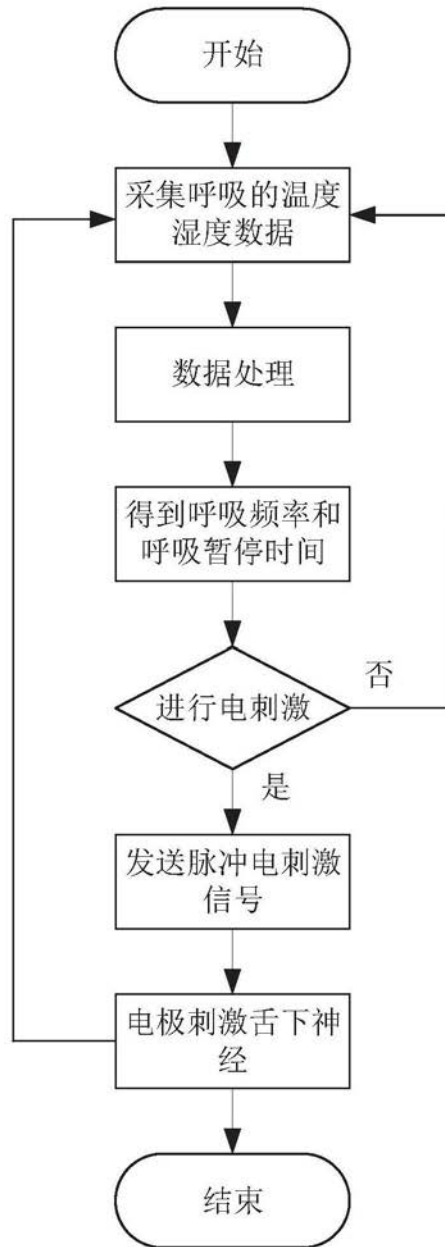 开始
采集呼吸的温度
湿度数据
数据处理
得到呼吸频率和
呼吸暂停时间
进行电刺激
否
是
发送脉冲电刺激
信号
电极刺激舌下神
经
结束